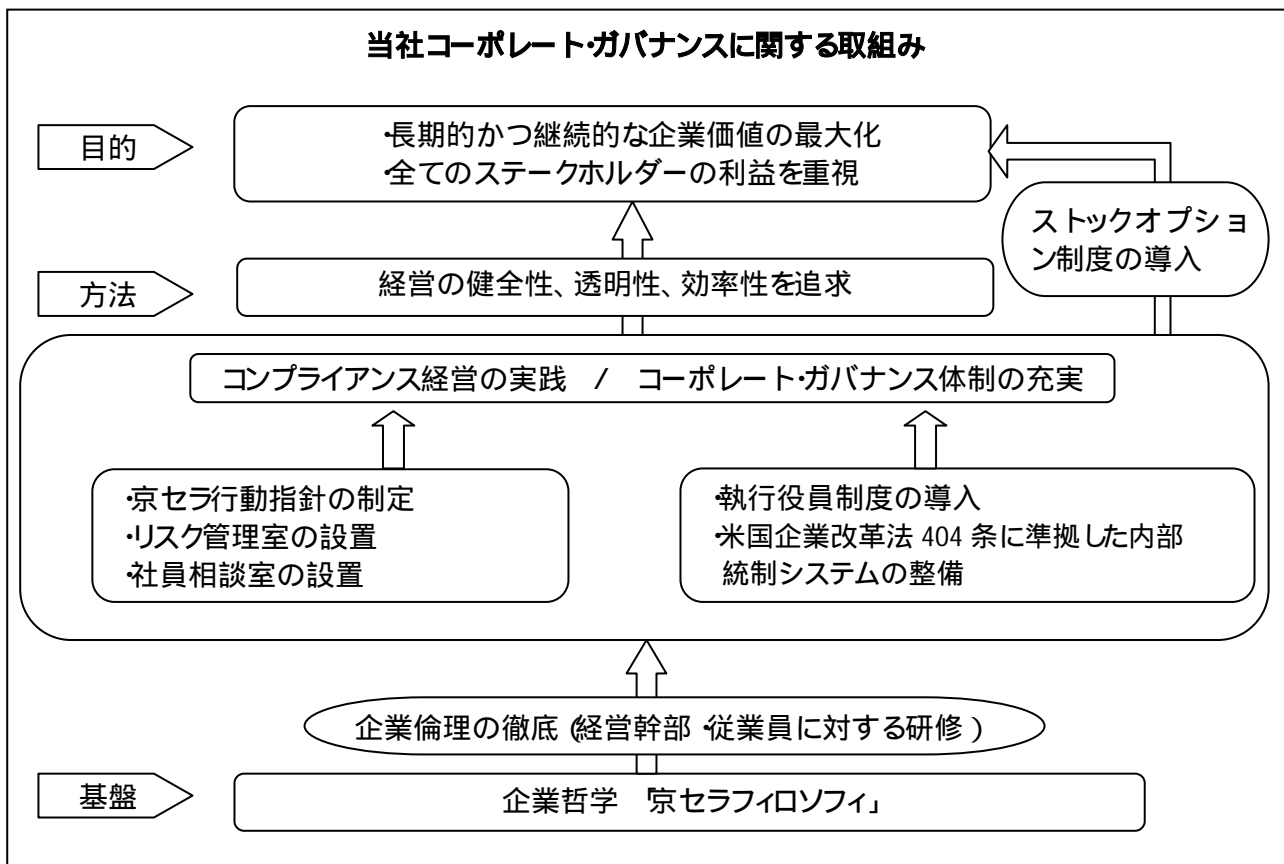 当社コーポレート・ガバナンスに関する取組み
目的
・長期的かつ継続的な企業価値の最大化
・全てのステークホルダーの利益を重視
ストックオプショ
ン制度の導入
方法
経営の健全性、透明性、効率性を追求
コンプライアンス経営の実践 / コーポレート・ガバナンス体制の充実
・京セラ行動指針の制定
・リスク管理室の設置
・社員相談室の設置
・執行役員制度の導入
・米国企業改革法 404 条に準拠した内部
統制システムの整備
企業倫理の徹底 (経営幹部・従業員に対する研修)
基盤
企業哲学 「京セラフィロソフィ」